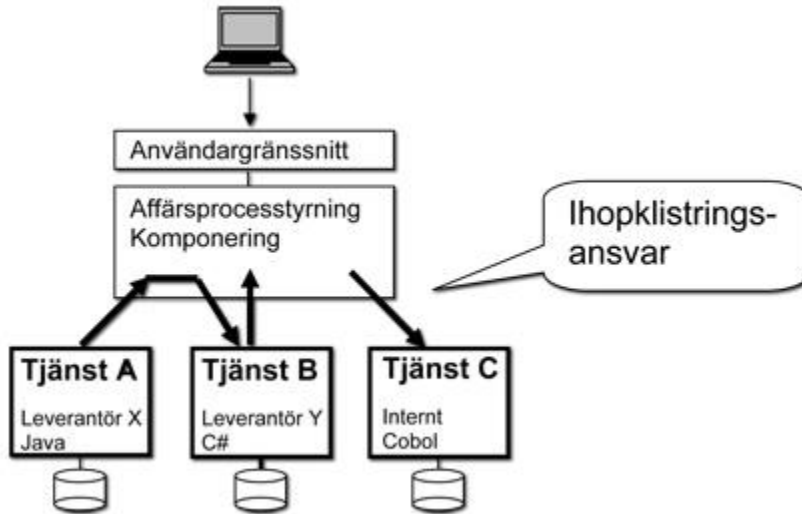 Användargränssnitt
Affärsprocesstyrning
Komponering
Ihopklistrings-
ansvar
Tjänst A
Leverantör X
Java
Tjänst B
Leverantör Y
C#
Tjänst C
Internt
Cobol